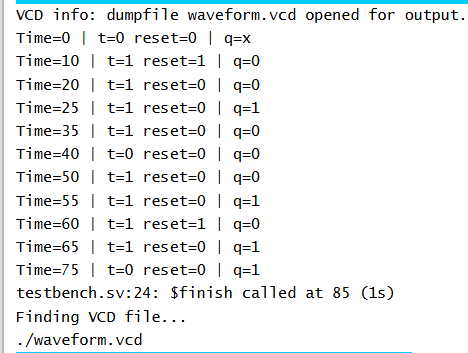 VCD info: dumpfile waveform.vcd opened for output.
Time=0 | t=0 reset=0 | q=x
Time=10 | t=1 reset=1 | q=0
Time=20 | t=1 reset=0 | q=0
Time=25 | t=1 reset=0 | q=1
Time=35 | t=1 reset=0 | q=0
Time=40 | t=0 reset=0 | q=0
Time=50 | t=1 reset=0 | q=0
Time=55 | t=1 reset=0 | q=1
Time=60 | t=1 reset=1 | q=0
Time=65 | t=1 reset=0 | q=1
Time=75 | t=0 reset=0 | q=1
testbench.sv:24: $finish called at 85 (1s)
Finding VCD file...
./waveform.vcd